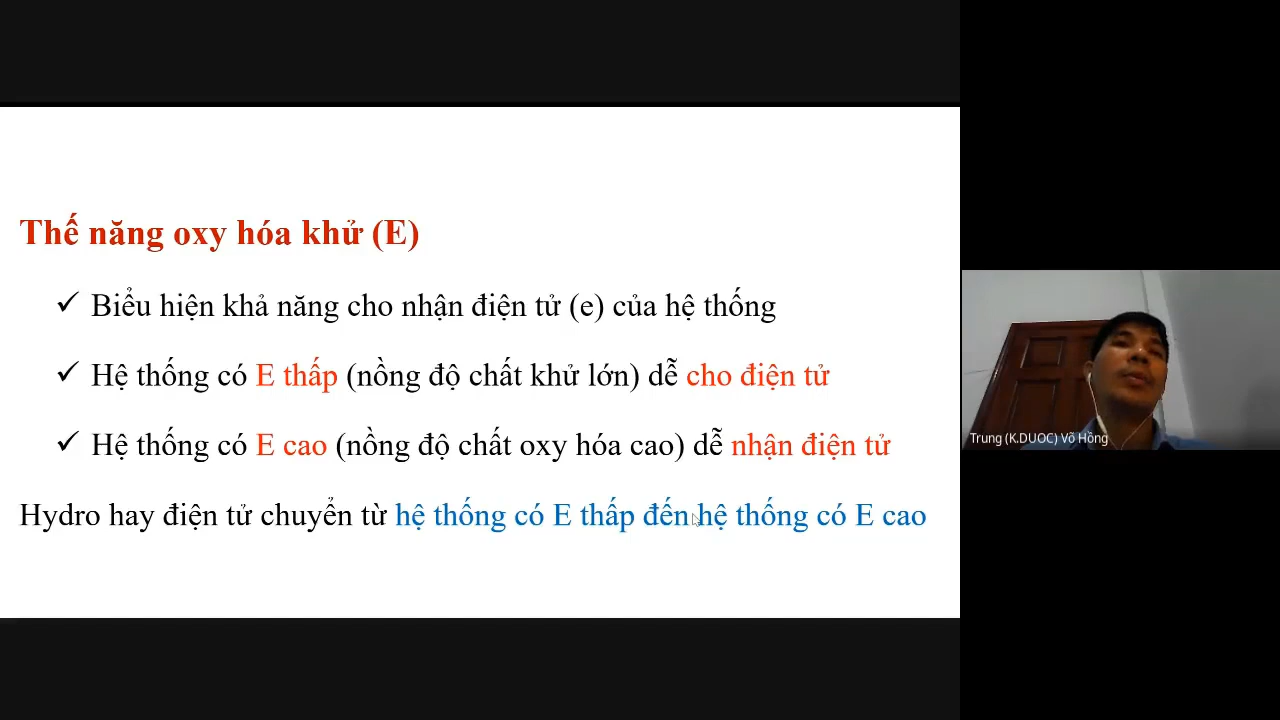 Thế năng oxy hóa khử (E)
✓ Biểu hiện khả năng cho nhận điện tử (e) của hệ thống
✓ Hệ thống có E thấp (nồng độ chất khử lớn) dễ cho điện tử
✓ Hệ thống có E cao (nồng độ chất oxy hóa cao) dễ nhận điện tử
Hydro hay điện tử chuyển từ hệ thống có E thấp đến hệ thống có E cao
Trung (K.DUOC) Võ Hồng